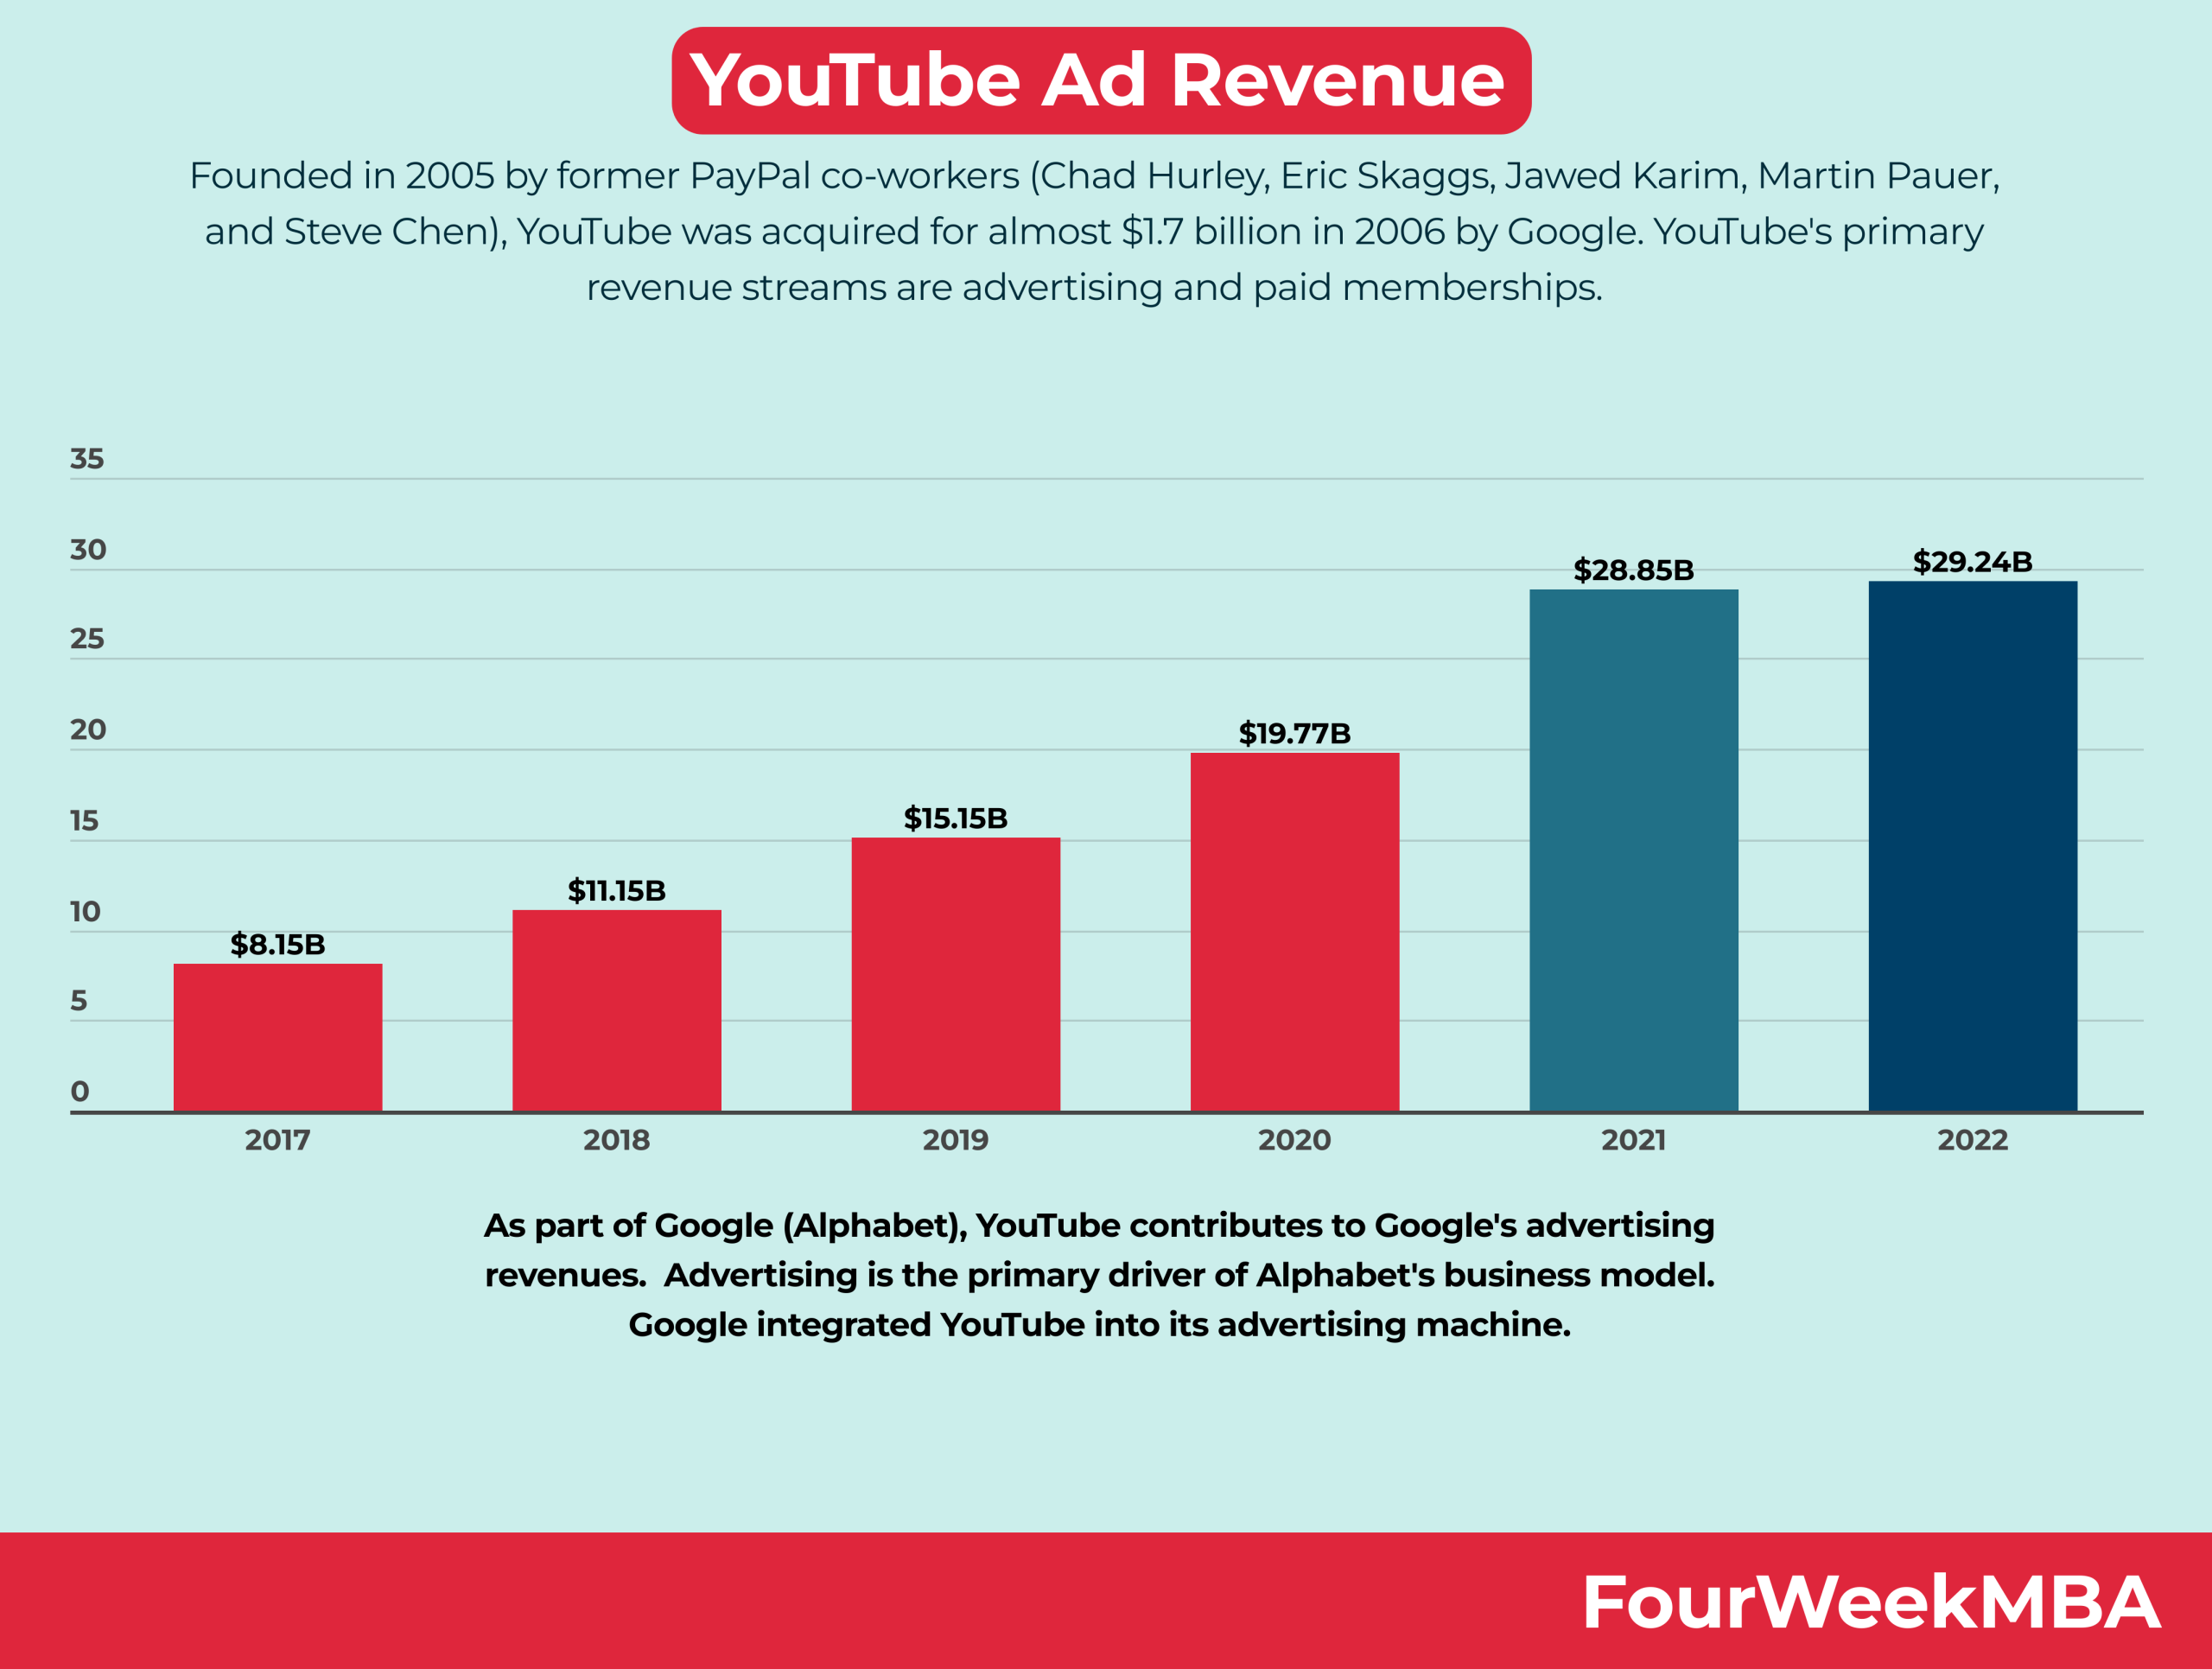 YouTube Ad Revenue
Founded in 2005 by former PayPal co-workers (Chad Hurley, Eric Skaggs, Jawed Karim, Martin Pauer,
and Steve Chen), YouTube was acquired for almost $1.7 billion in 2006 by Google. YouTube's primary
revenue streams are advertising and paid memberships.
35
30
25
20
15
10
5
0
$8.15B
$11.15B
$15.15B
$19.77B
$28.85B
$29.24B
2017
2018
2019
2020
2021
2022
As part of Google (Alphabet), YouTube contributes to Google's advertising
revenues.  Advertising is the primary driver of Alphabet's business model.
Google integrated YouTube into its advertising machine.
FourWeekMBA